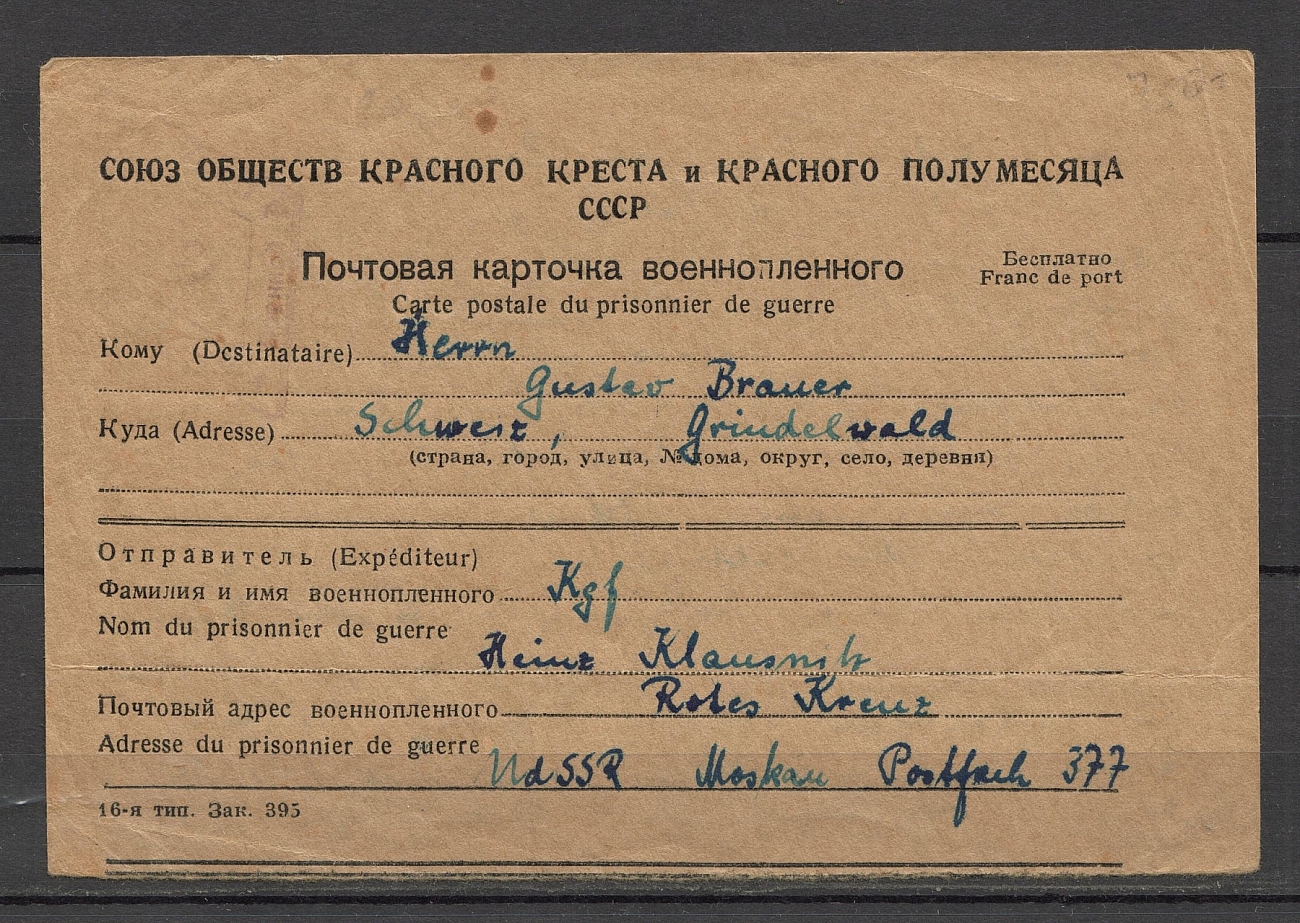 СОЮЗ ОБЩЕСТВ КРАСНОГО КРЕСТА и КРАСНОГО ПОЛУМЕСЯЦА
СССР
Почтовая карточка военнопленного
Бесплатно
Franc de port
Carte postale du prisonnier de guerre
Кому (Destinataire) Herrn
Gustav Brauer
Куда (Adresse) Schweiz, Grindelwald
(страна, город, улица, № дома, округ, село, деревня)
Отправитель (Expéditeur)
Фамилия и имя военнопленного Kgf
Nom du prisonnier de guerre
Heinz
Почтовый адрес военнопленного Rotes Kreuz
Adresse du prisonnier de guerre
UdSSR Moskau Postfach 377
16-я тип. Зак. 395